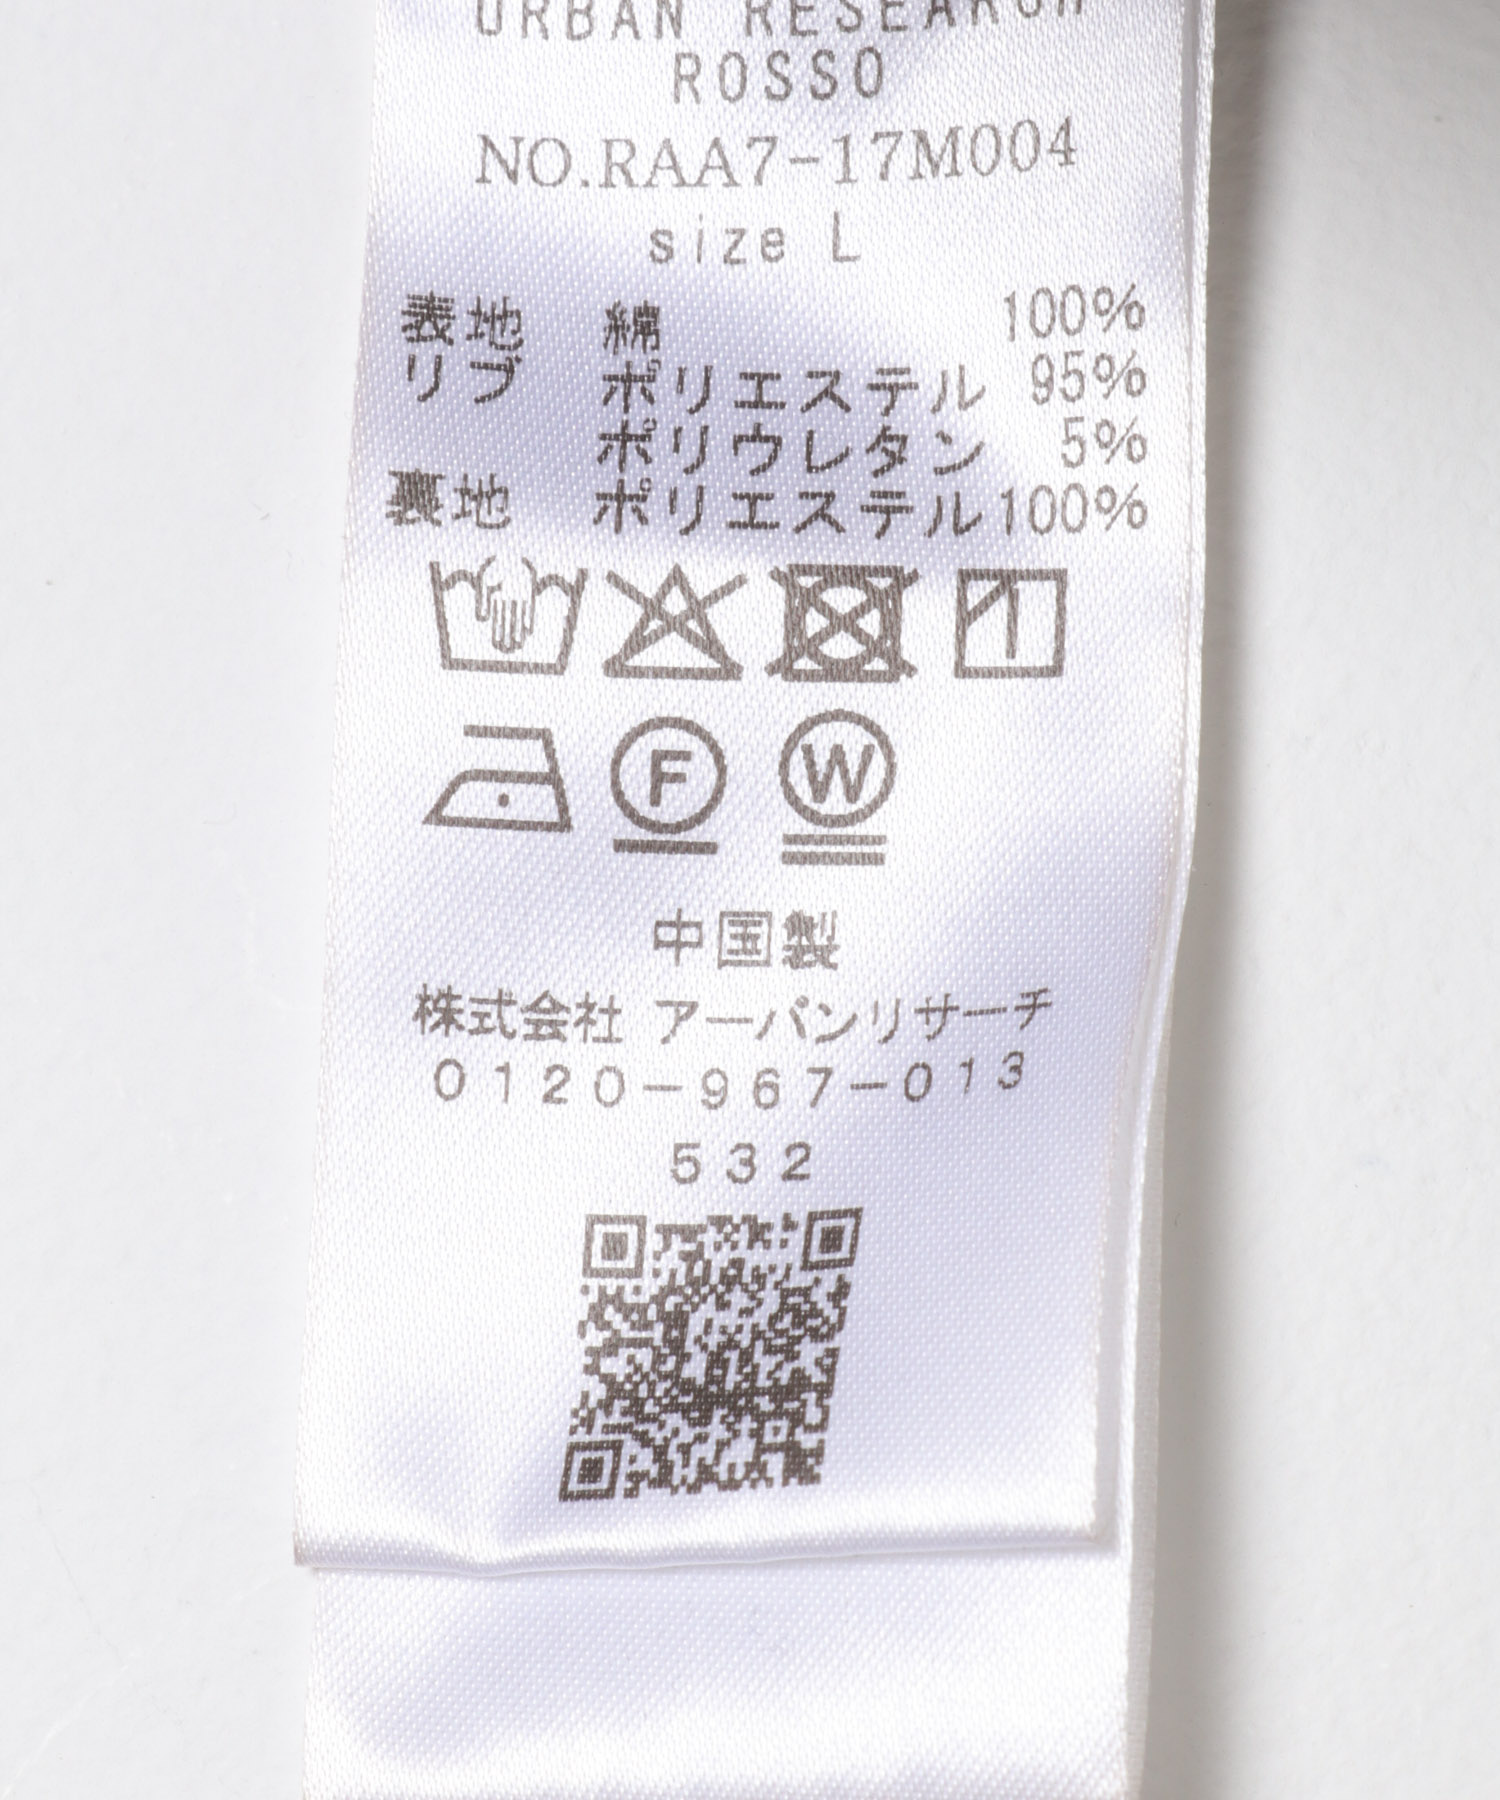 URBAN RESEARCH
ROSSO
NO.RAA7-17M004
size L
表地 綿 100%
リブ ポリエステル 95%
ポリウレタン 5%
裏地 ポリエステル100%
F W
中国製
株式会社 アーバンリサーチ
0120-967-013
532